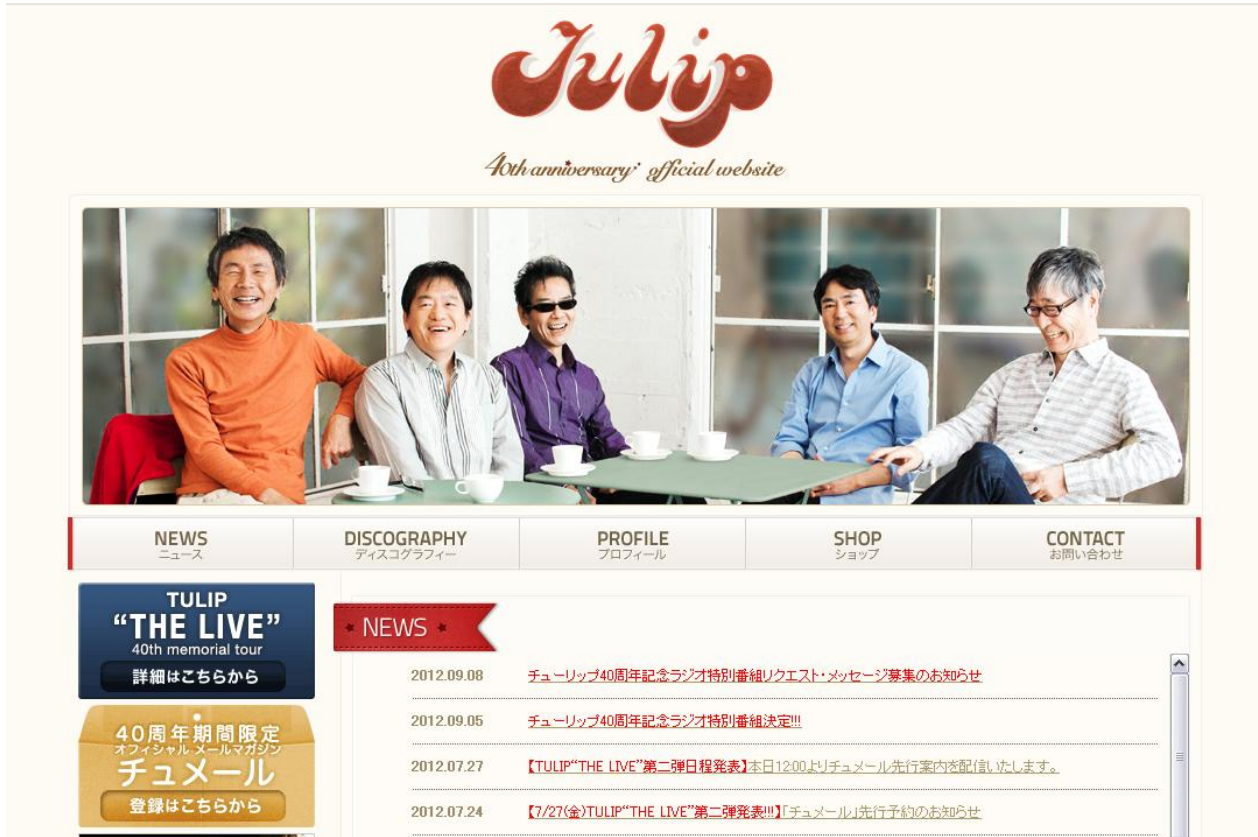 Tulip
40th anniversary official website
NEWS
ニュース
DISCOGRAPHY
ディスコグラフィー
PROFILE
プロフィール
SHOP
ショップ
CONTACT
お問い合わせ
TULIP
“THE LIVE”
40th memorial tour
詳細はこちらから
40周年期間限定
オフィシャル メールマガジン
チュメール
登録はこちらから
NEWS
2012.09.08 チューリップ40周年記念ラジオ特別番組リクエスト・メッセージ募集のお知らせ
2012.09.05 チューリップ40周年記念ラジオ特別番組決定!!!
2012.07.27 【TULIP“THE LIVE”第二弾日程発表】本日12:00よりチュメール先行案内を配信いたします。
2012.07.24 【7/27(金)TULIP“THE LIVE”第二弾発表!!!】「チュメール」先行予約のお知らせ